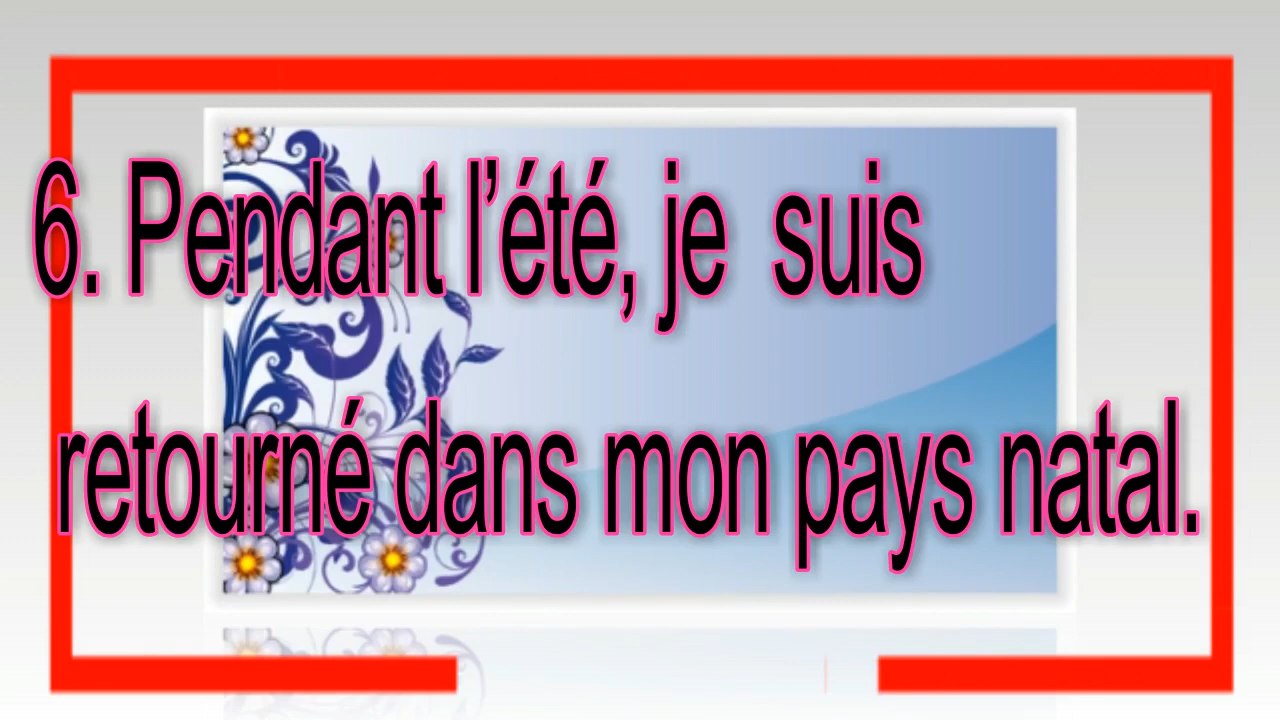 6. Pendant l’été, je  suis
retourné dans mon pays natal.